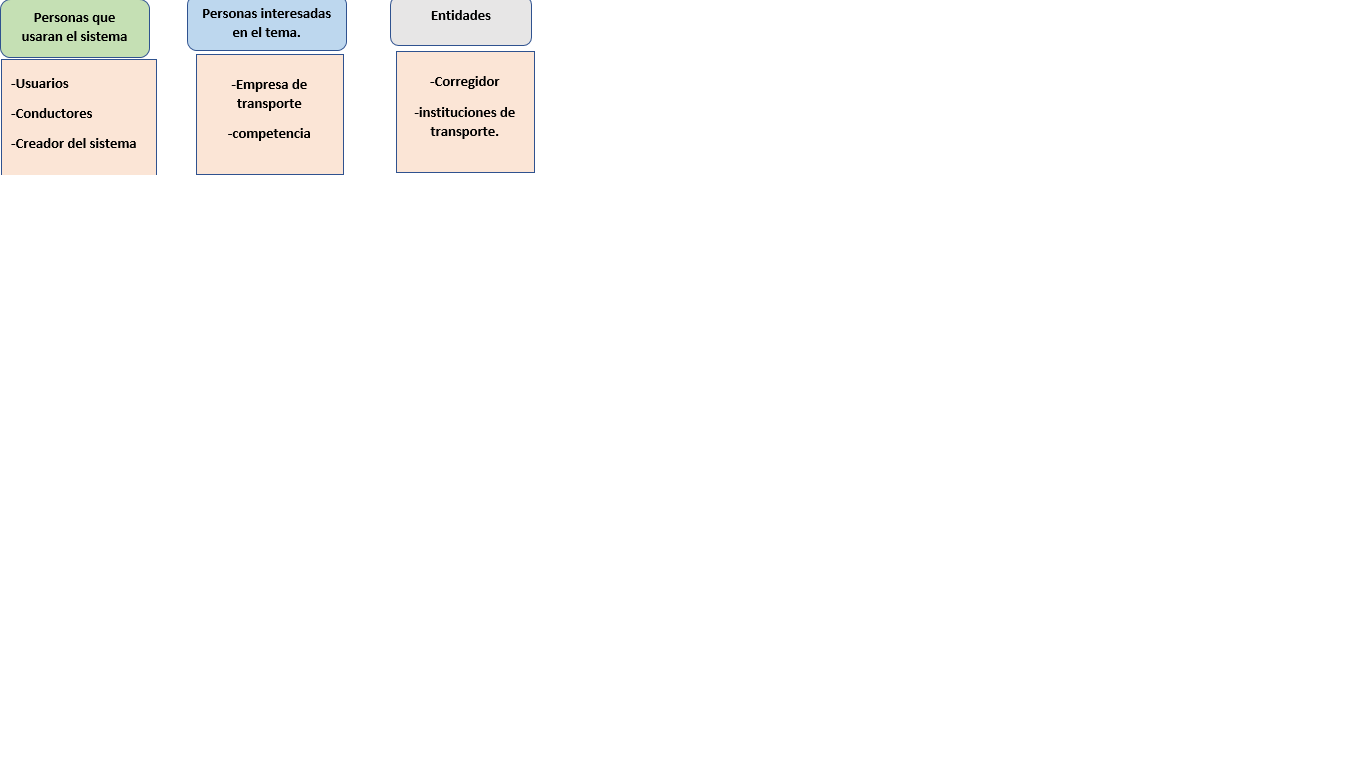 Personas que
usaran el sistema
-Usuarios
-Conductores
-Creador del sistema
Personas interesadas
en el tema.
-Empresa de
transporte
-competencia
Entidades
-Corregidor
-instituciones de
transporte.